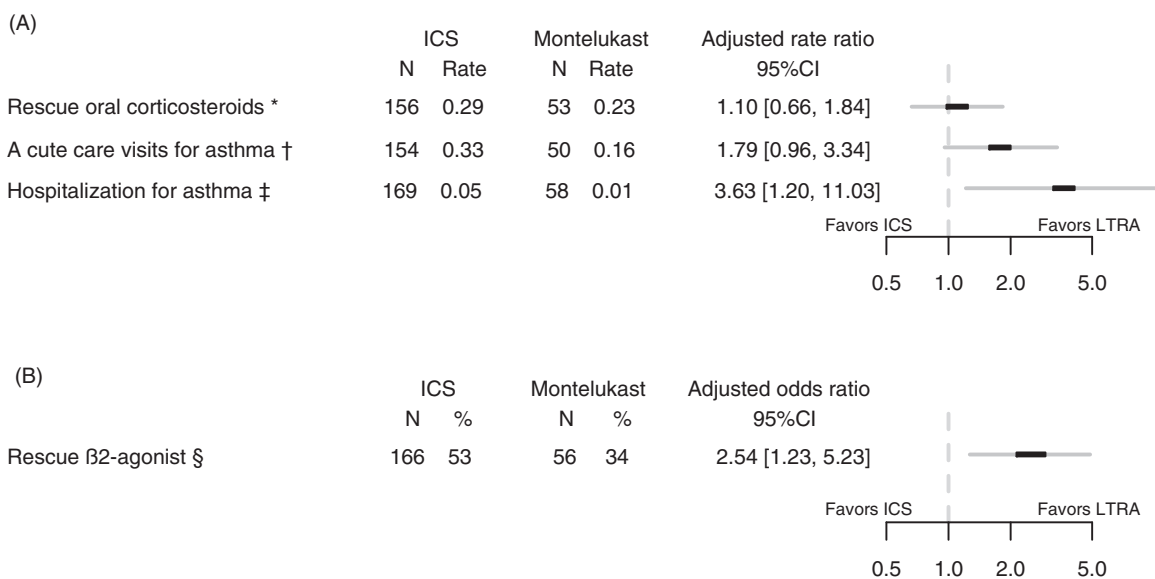 (A)
ICS Montelukast Adjusted rate ratio
N Rate N Rate 95%CI
Rescue oral corticosteroids * 156 0.29 53 0.23 1.10 [0.66, 1.84]
A cute care visits for asthma † 154 0.33 50 0.16 1.79 [0.96, 3.34]
Hospitalization for asthma ‡ 169 0.05 58 0.01 3.63 [1.20, 11.03]
Favors ICS Favors LTRA
0.5 1.0 2.0 5.0
(B)
ICS Montelukast Adjusted odds ratio
N % N % 95%CI
Rescue ß2-agonist § 166 53 56 34 2.54 [1.23, 5.23]
Favors ICS Favors LTRA
0.5 1.0 2.0 5.0